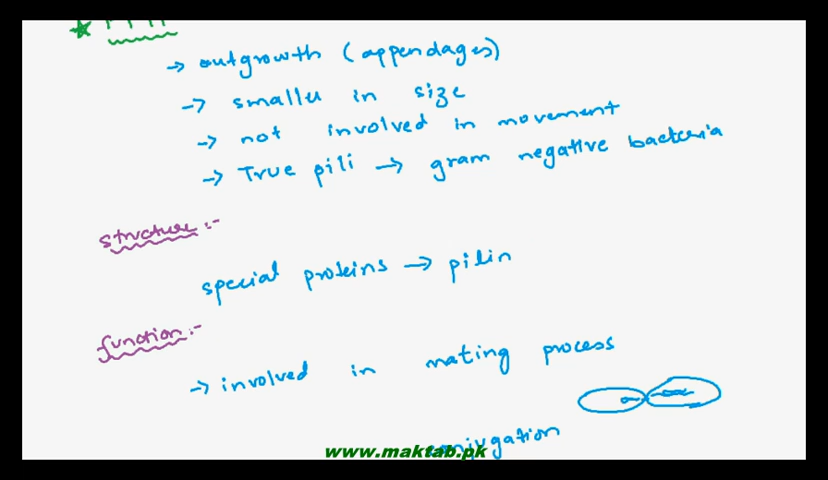 → outgrowth (appendages)
→ smaller in size
→ not involved in movement
→ True pili → gram negative bacteria
structure:-
special proteins → pilin
function:-
→ involved in mating process
conjugation
www.maktab.pk